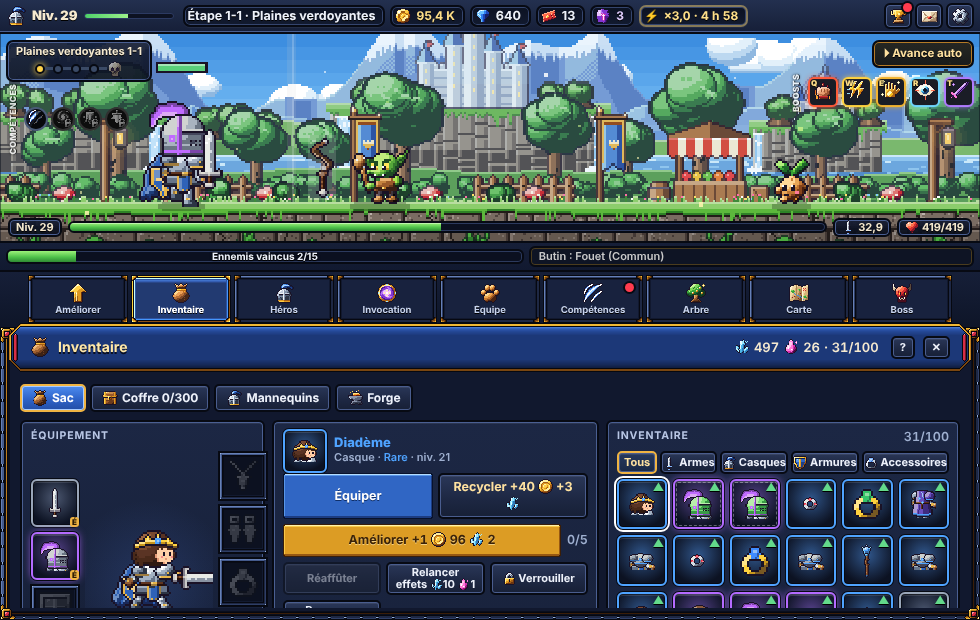 Niv. 29
Étape 1-1 · Plaines verdoyantes
95,4 K
640
13
3
×3,0 · 4 h 58
Plaines verdoyantes 1-1
Avance auto
COMPÉTENCES
BOOSTS
Niv. 29
32,9
419/419
Ennemis vaincus 2/15
Butin : Fouet (Commun)
Améliorer
Inventaire
Héros
Invocation
Equipe
Compétences
Arbre
Carte
Boss
Inventaire
497
26 · 31/100
?
×
Sac
Coffre 0/300
Mannequins
Forge
ÉQUIPEMENT
E
E
Diadème
Casque · Rare · niv. 21
Équiper
Recycler +40 +3
Améliorer +1 96 2
0/5
Réaffûter
Relancer
effets 10 1
Verrouiller
INVENTAIRE
31/100
Tous
Armes
Casques
Armures
Accessoires